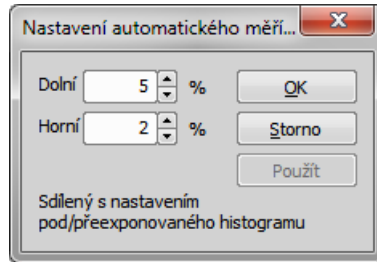 Nastavení automatického měří...
Dolní 5 % OK
Horní 2 % Storno
Použít
Sdílený s nastavením
pod/přeexponovaného histogramu